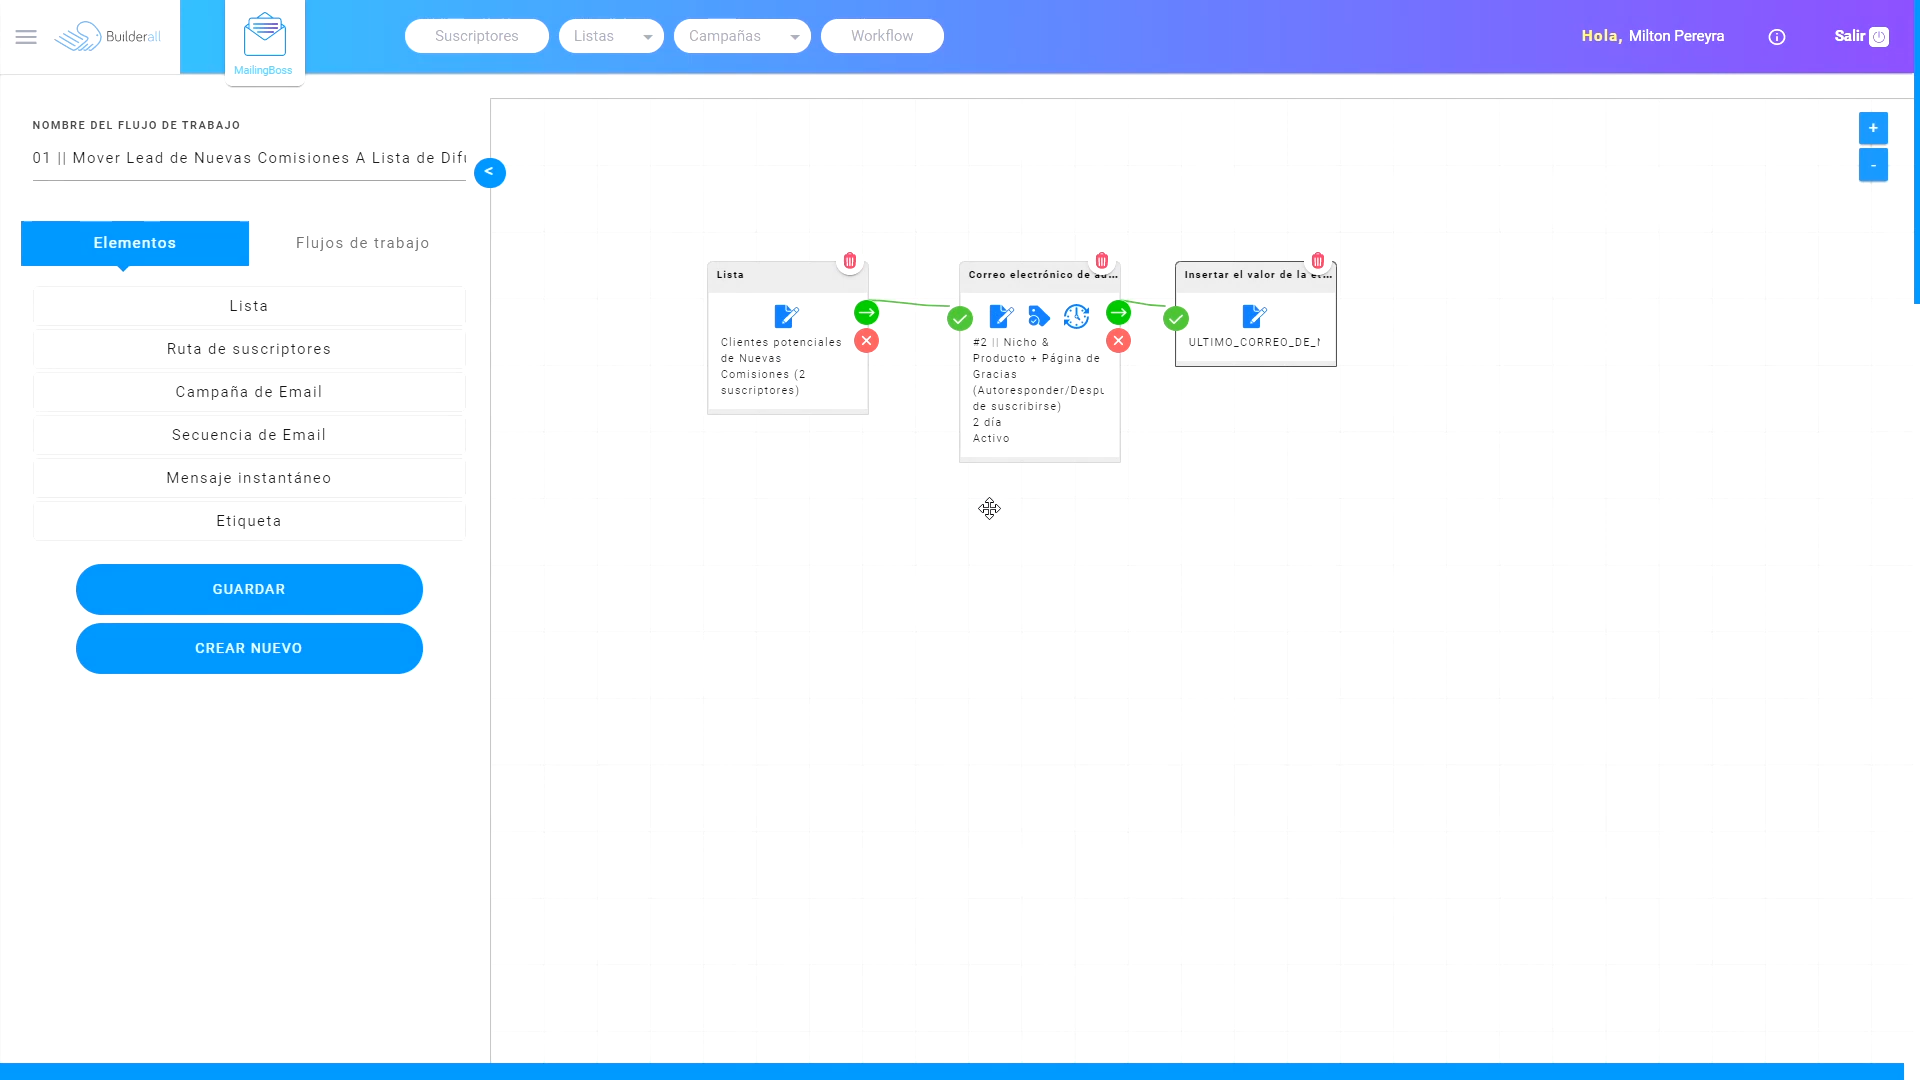 Builderall
MailingBoss
Suscriptores
Listas
Campañas
Workflow
Hola, Milton Pereyra
Salir
NOMBRE DEL FLUJO DE TRABAJO
01 || Mover Lead de Nuevas Comisiones A Lista de Difu
<
+
-
Elementos
Flujos de trabajo
Lista
Ruta de suscriptores
Campaña de Email
Secuencia de Email
Mensaje instantáneo
Etiqueta
GUARDAR
CREAR NUEVO
Lista
Clientes potenciales
de Nuevas
Comisiones (2
suscriptores)
Correo electrónico de au...
#2 || Nicho &
Producto + Página de
Gracias
(Autoresponder/Despu
de suscribirse)
2 día
Activo
Insertar el valor de la et...
ULTIMO_CORREO_DE_